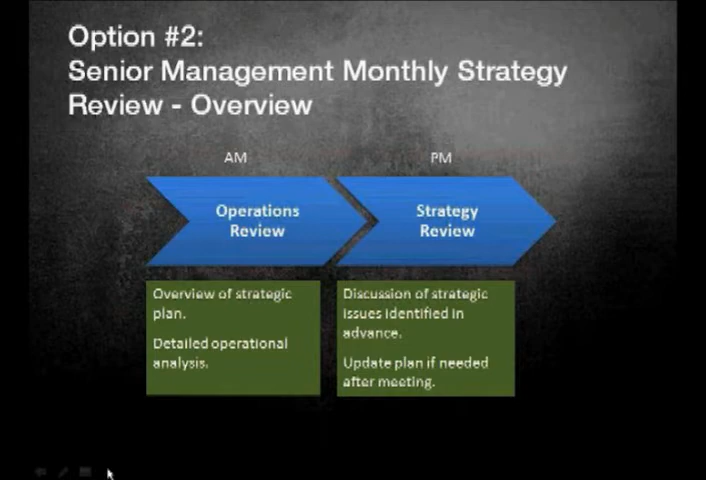 Option #2:
Senior Management Monthly Strategy
Review - Overview
AM
PM
Operations
Review
Strategy
Review
Overview of strategic
plan.
Detailed operational
analysis.
Discussion of strategic
issues identified in
advance.
Update plan if needed
after meeting.